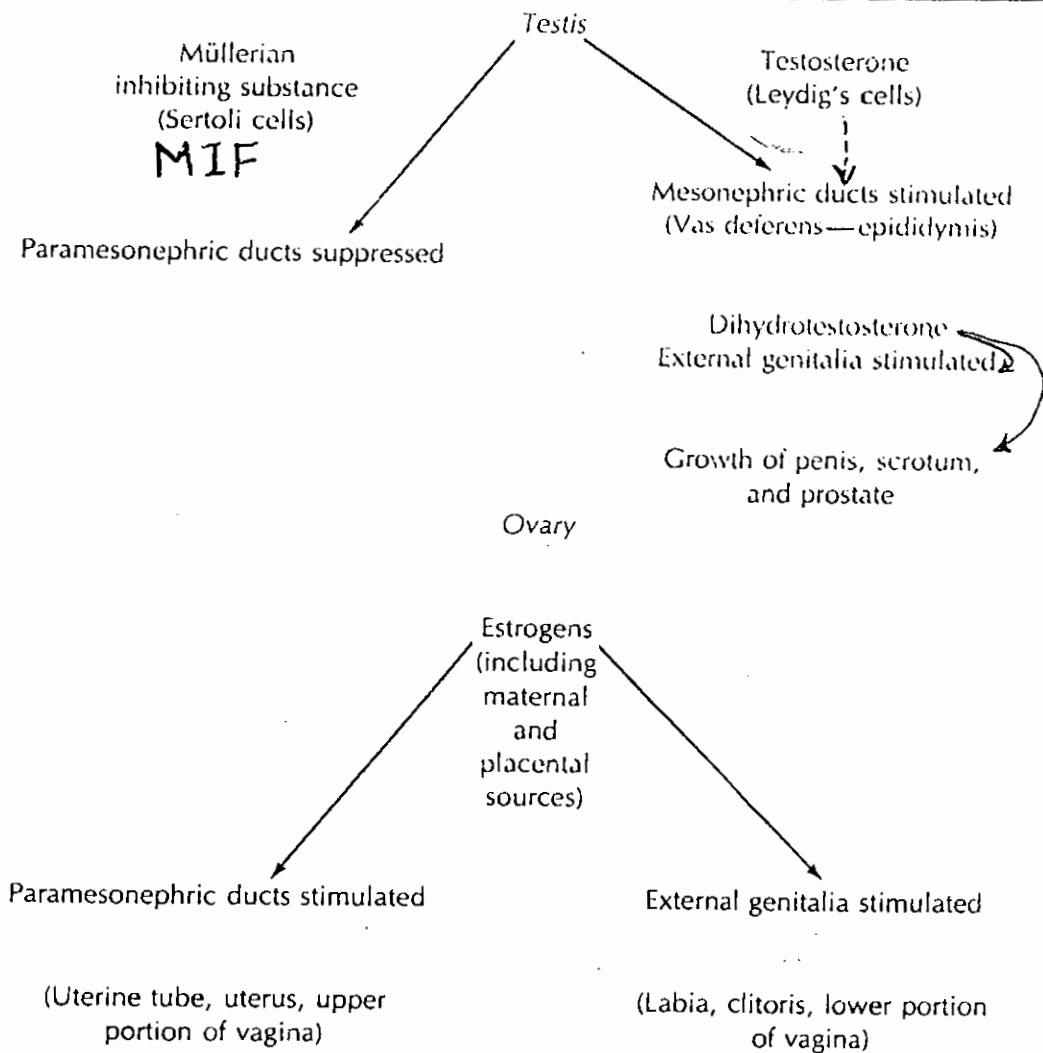 Testis
Müllerian
inhibiting substance
(Sertoli cells)
MIF
Testosterone
(Leydig's cells)
Mesonephric ducts stimulated
(Vas deferens—epididymis)
Paramesonephric ducts suppressed
Dihydrotestosterone
External genitalia stimulated
Growth of penis, scrotum,
and prostate
Ovary
Estrogens
(including
maternal
and
placental
sources)
Paramesonephric ducts stimulated
External genitalia stimulated
(Uterine tube, uterus, upper
portion of vagina)
(Labia, clitoris, lower portion
of vagina)